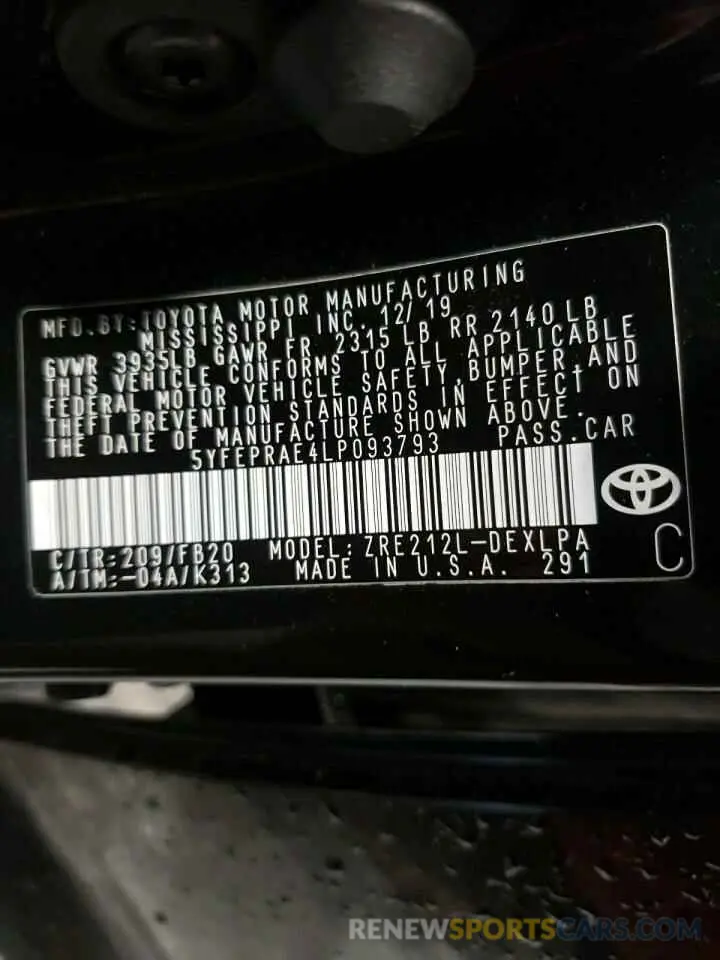 MFD. BY: TOYOTA MOTOR MANUFACTURING
MISSISSIPPI INC. 12/19
GVWR 3935LB GAWR FR 2315 LB RR 2140 LB
THIS VEHICLE CONFORMS TO ALL APPLICABLE
FEDERAL MOTOR VEHICLE SAFETY, BUMPER, AND
THEFT PREVENTION STANDARDS IN EFFECT ON
THE DATE OF MANUFACTURE SHOWN ABOVE.
5YFEPRAE4LP093793 PASS. CAR
C/TR: 209/FB20 MODEL: ZRE212L-DEXLPA
A/TM: -04A/K313 MADE IN U.S.A. 291
C
RENEWSPORTSCARS.COM